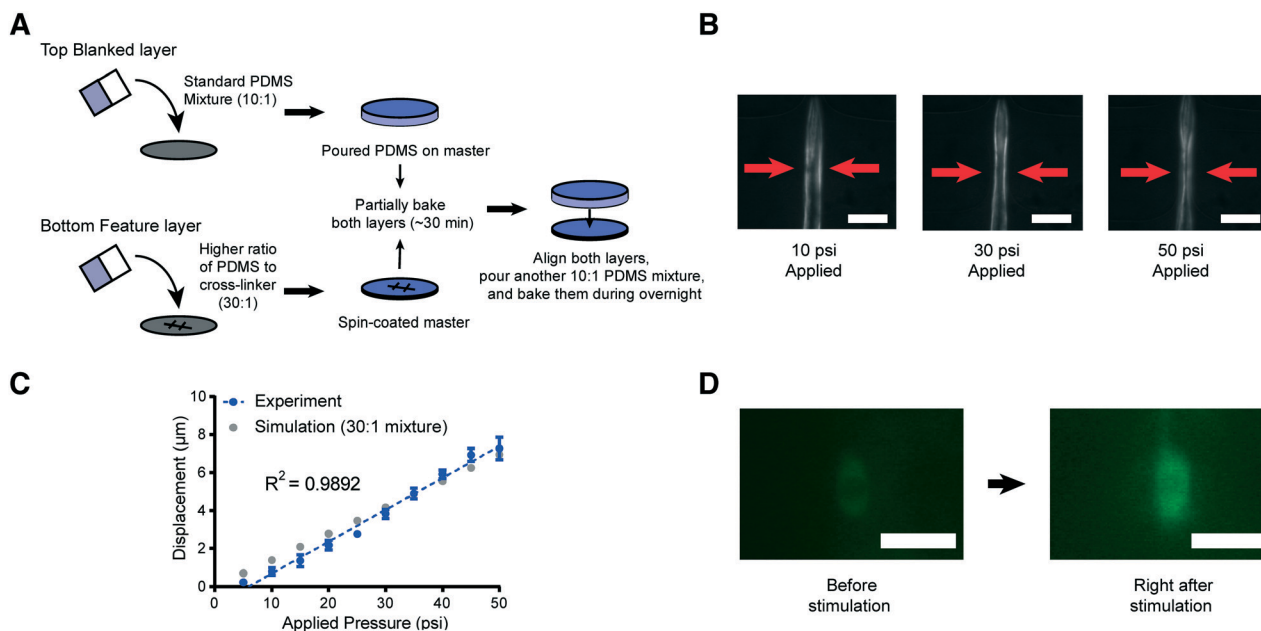 A
Top Blanked layer
Standard PDMS
Mixture (10:1)
Poured PDMS on master
Partially bake
both layers (~30 min)
Bottom Feature layer
Higher ratio
of PDMS to
cross-linker
(30:1)
Spin-coated master
Align both layers,
pour another 10:1 PDMS mixture,
and bake them during overnight
B
10 psi
Applied
30 psi
Applied
50 psi
Applied
C
Displacement (µm)
10
8
6
4
2
0
Experiment
Simulation (30:1 mixture)
R² = 0.9892
0 10 20 30 40 50
Applied Pressure (psi)
D
Before
stimulation
Right after
stimulation